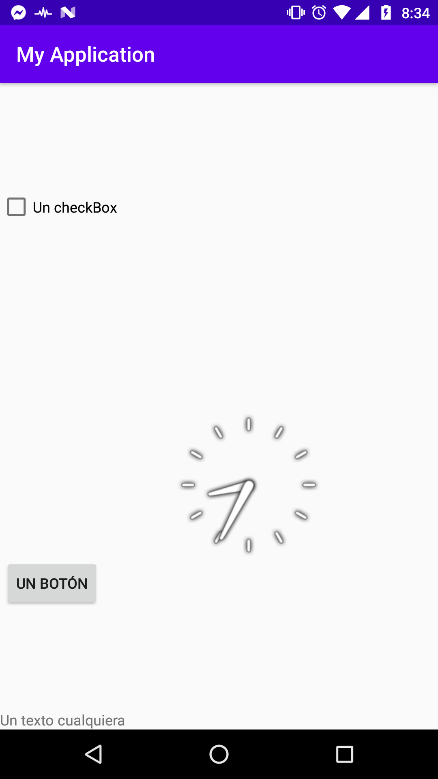 8:34
My Application
Un checkBox
UN BOTÓN
Un texto cualquiera